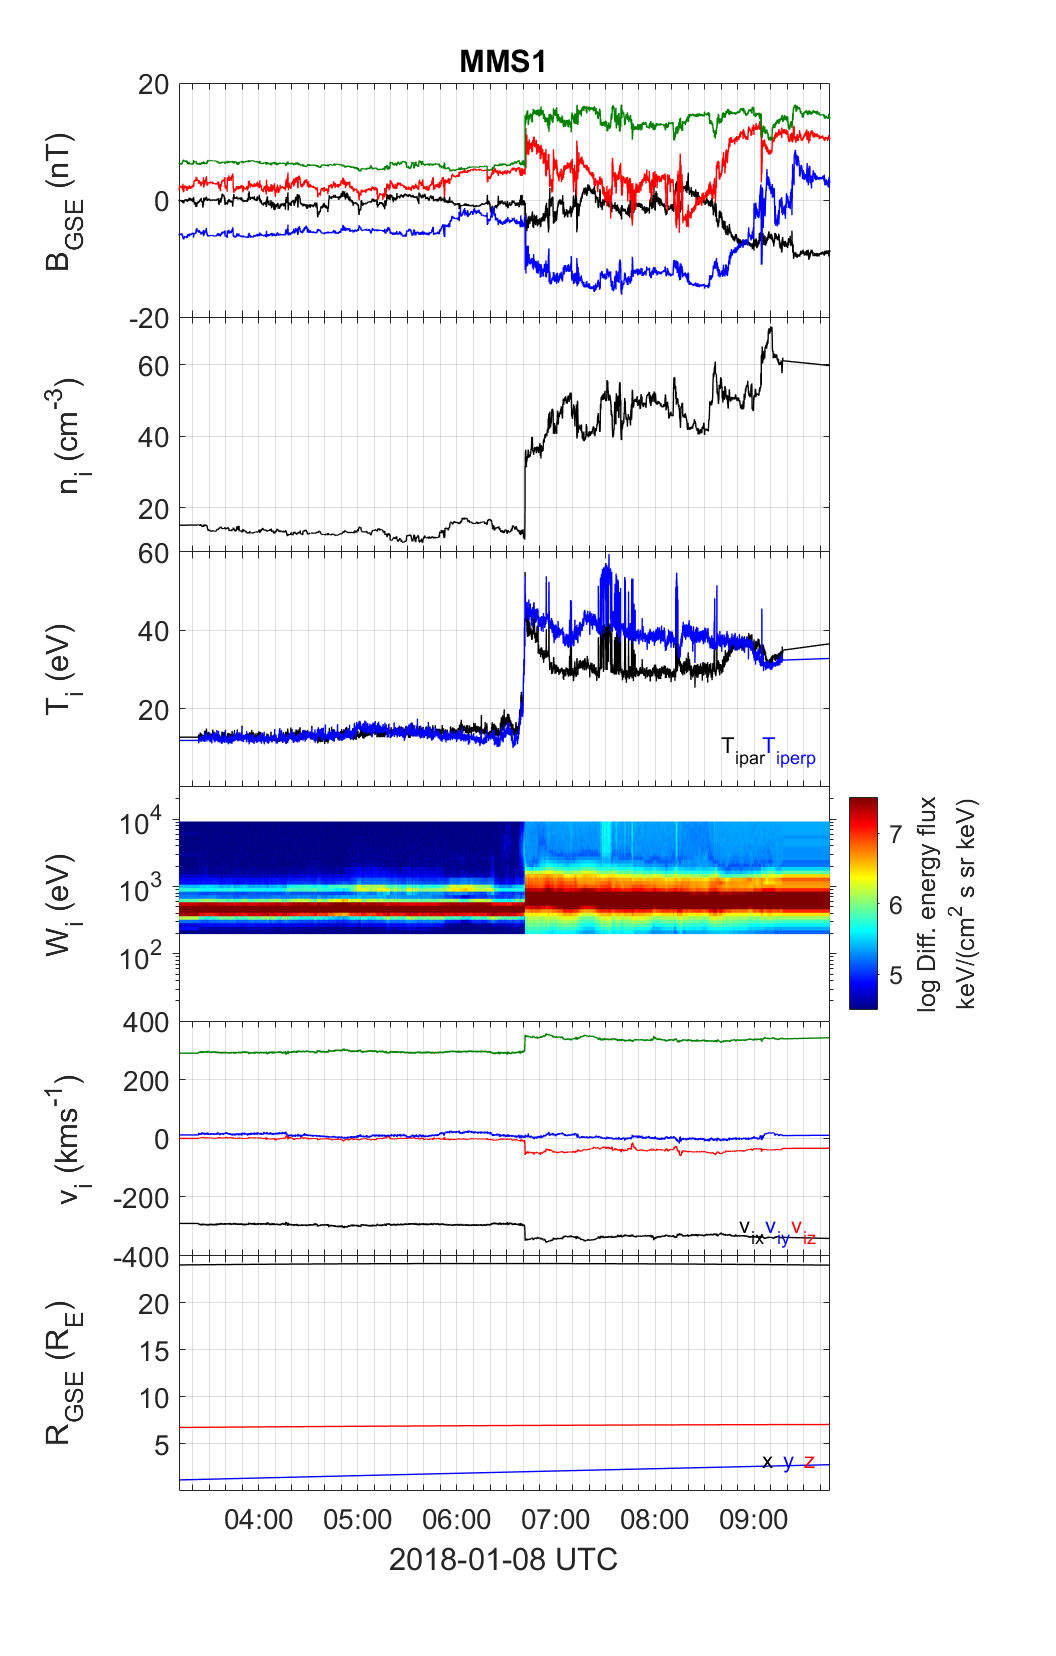 MMS1
20
0
-20
B_GSE (nT)
60
40
20
n_i (cm^-3)
60
40
20
T_i (eV)
T_ipar T_iperp
10^4
10^3
10^2
W_i (eV)
7
6
5
log Diff. energy flux
keV/(cm^2 s sr keV)
400
200
0
-200
-400
v_i (kms^-1)
v_ix v_iy v_iz
20
15
10
5
R_GSE (R_E)
x y z
04:00 05:00 06:00 07:00 08:00 09:00
2018-01-08 UTC